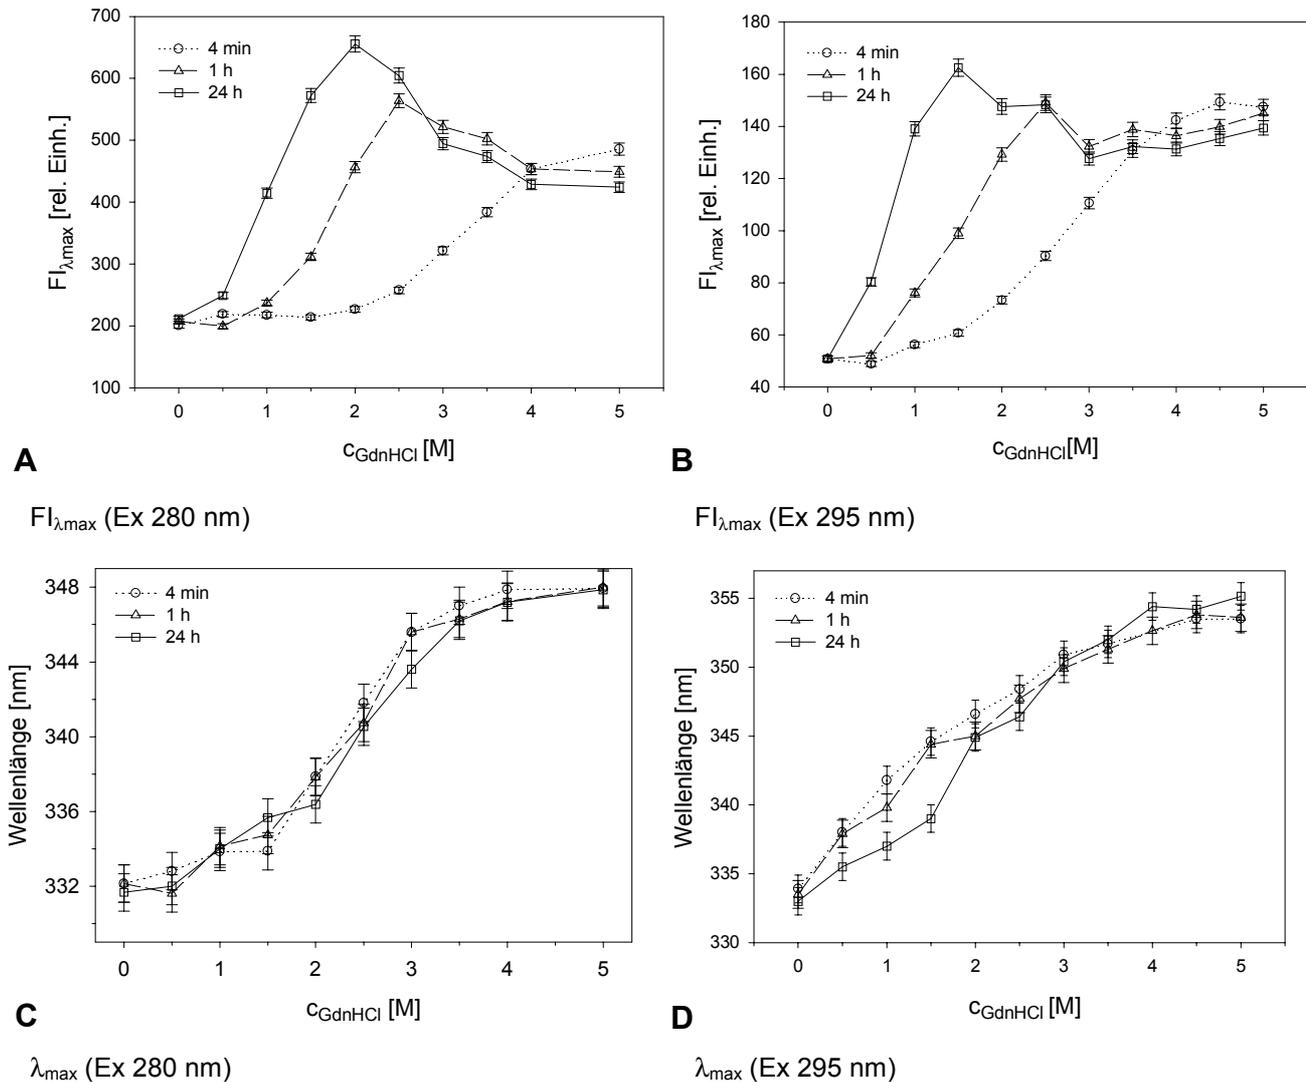 700
600
500
400
300
200
100
FIλmax [rel. Einh.]
4 min
1 h
24 h
0 1 2 3 4 5
cGdnHCl [M]
A
FIλmax (Ex 280 nm)
180
160
140
120
100
80
60
40
FIλmax [rel. Einh.]
4 min
1 h
24 h
0 1 2 3 4 5
cGdnHCl[M]
B
FIλmax (Ex 295 nm)
348
344
340
336
332
Wellenlänge [nm]
4 min
1 h
24 h
0 1 2 3 4 5
cGdnHCl [M]
C
λmax (Ex 280 nm)
355
350
345
340
335
330
Wellenlänge [nm]
4 min
1 h
24 h
0 1 2 3 4 5
cGdnHCl [M]
D
λmax (Ex 295 nm)